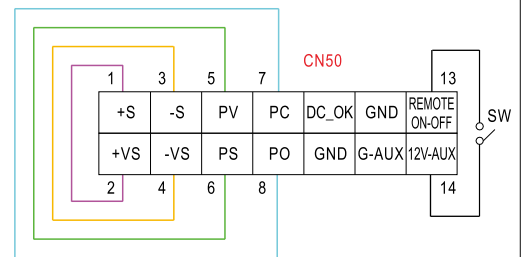 CN50
1 3 5 7 13
+S -S PV PC DC_OK GND REMOTE ON-OFF
SW
+VS -VS PS PO GND G-AUX 12V-AUX
2 4 6 8 14